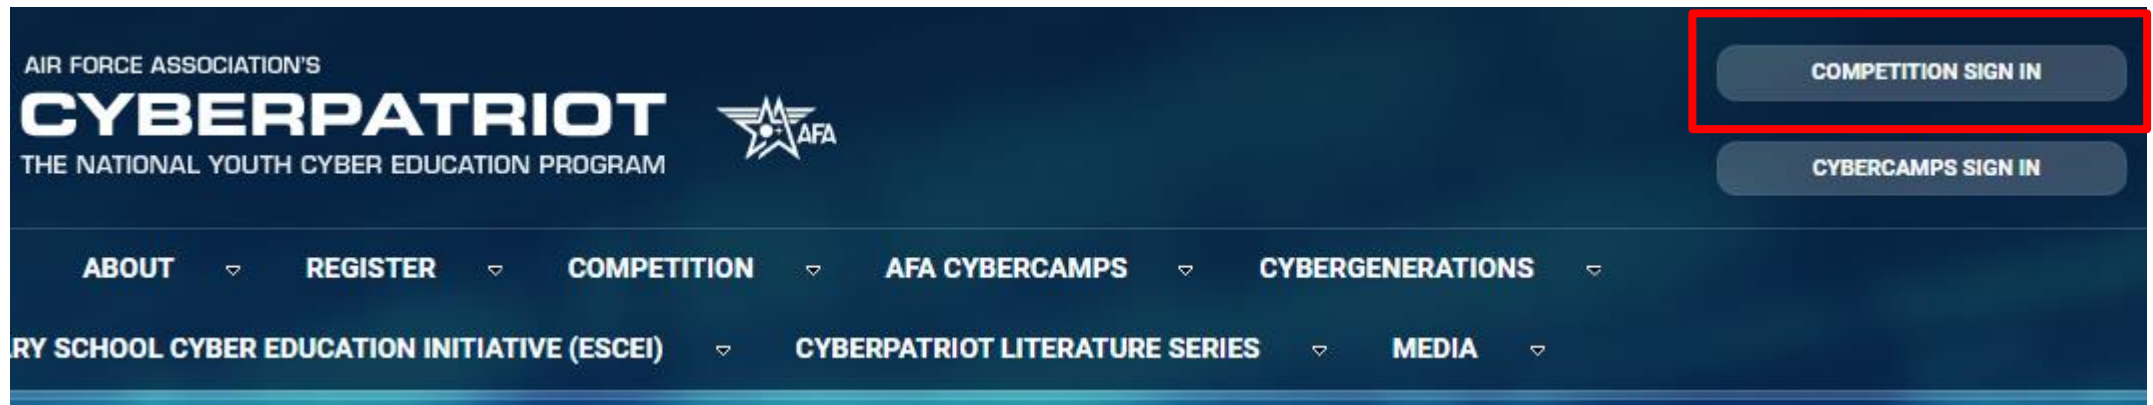 AIR FORCE ASSOCIATION'S
CYBERPATRIOT
THE NATIONAL YOUTH CYBER EDUCATION PROGRAM
AFA
COMPETITION SIGN IN
CYBERCAMPS SIGN IN
ABOUT REGISTER COMPETITION AFA CYBERCAMPS CYBERGENERATIONS
RY SCHOOL CYBER EDUCATION INITIATIVE (ESCEI) CYBERPATRIOT LITERATURE SERIES MEDIA